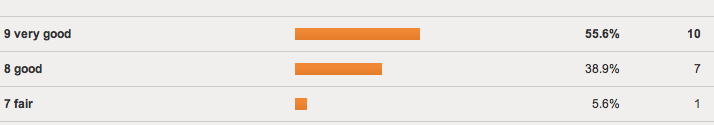 9 very good 55.6% 10
8 good 38.9% 7
7 fair 5.6% 1